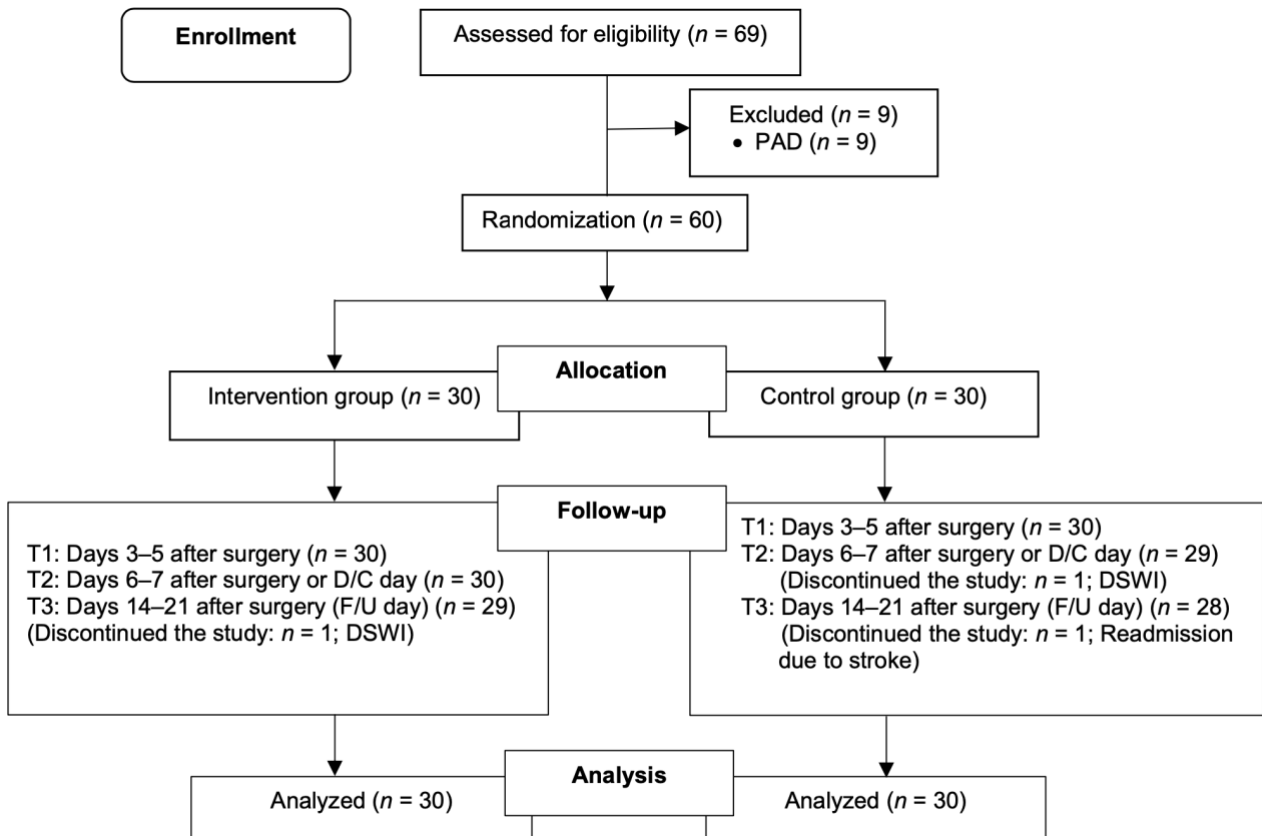 Enrollment
Assessed for eligibility (n = 69)
Excluded (n = 9)
• PAD (n = 9)
Randomization (n = 60)
Allocation
Intervention group (n = 30)
Control group (n = 30)
Follow-up
T1: Days 3–5 after surgery (n = 30)
T2: Days 6–7 after surgery or D/C day (n = 30)
T3: Days 14–21 after surgery (F/U day) (n = 29)
(Discontinued the study: n = 1; DSWI)
T1: Days 3–5 after surgery (n = 30)
T2: Days 6–7 after surgery or D/C day (n = 29)
(Discontinued the study: n = 1; DSWI)
T3: Days 14–21 after surgery (F/U day) (n = 28)
(Discontinued the study: n = 1; Readmission
due to stroke)
Analysis
Analyzed (n = 30)
Analyzed (n = 30)